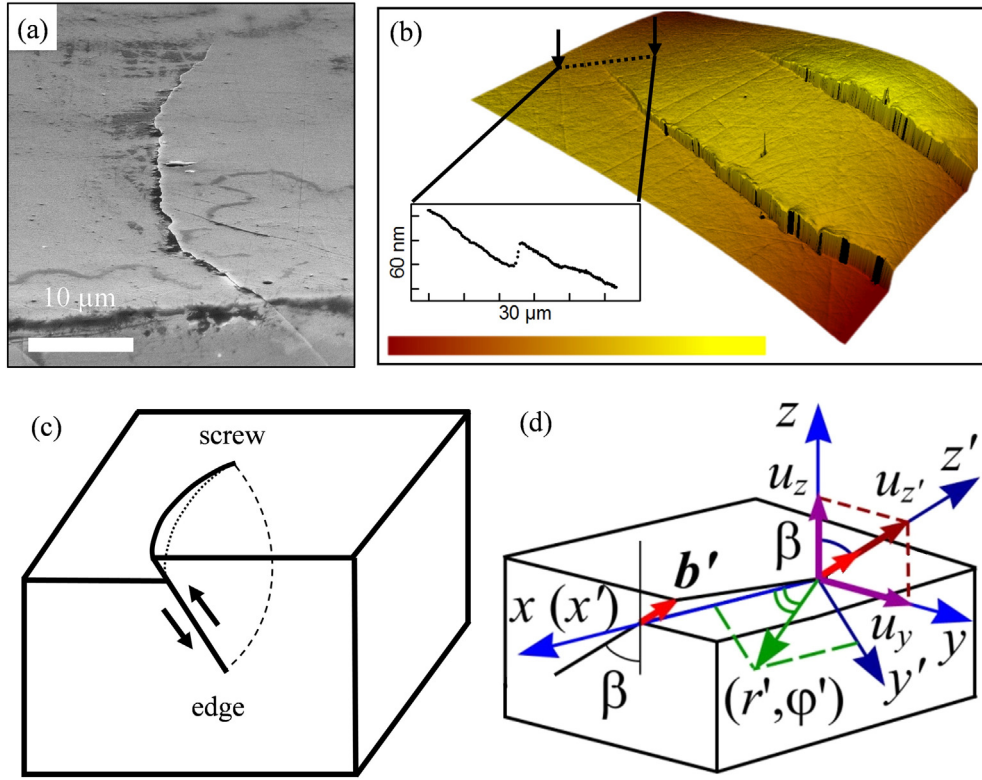 (a)
10 μm
(b)
60 nm
30 μm
(c)
screw
edge
(d)
z
z'
u_z
u_z'
β
b'
x (x')
u_y
y
y'
β
(r',φ')